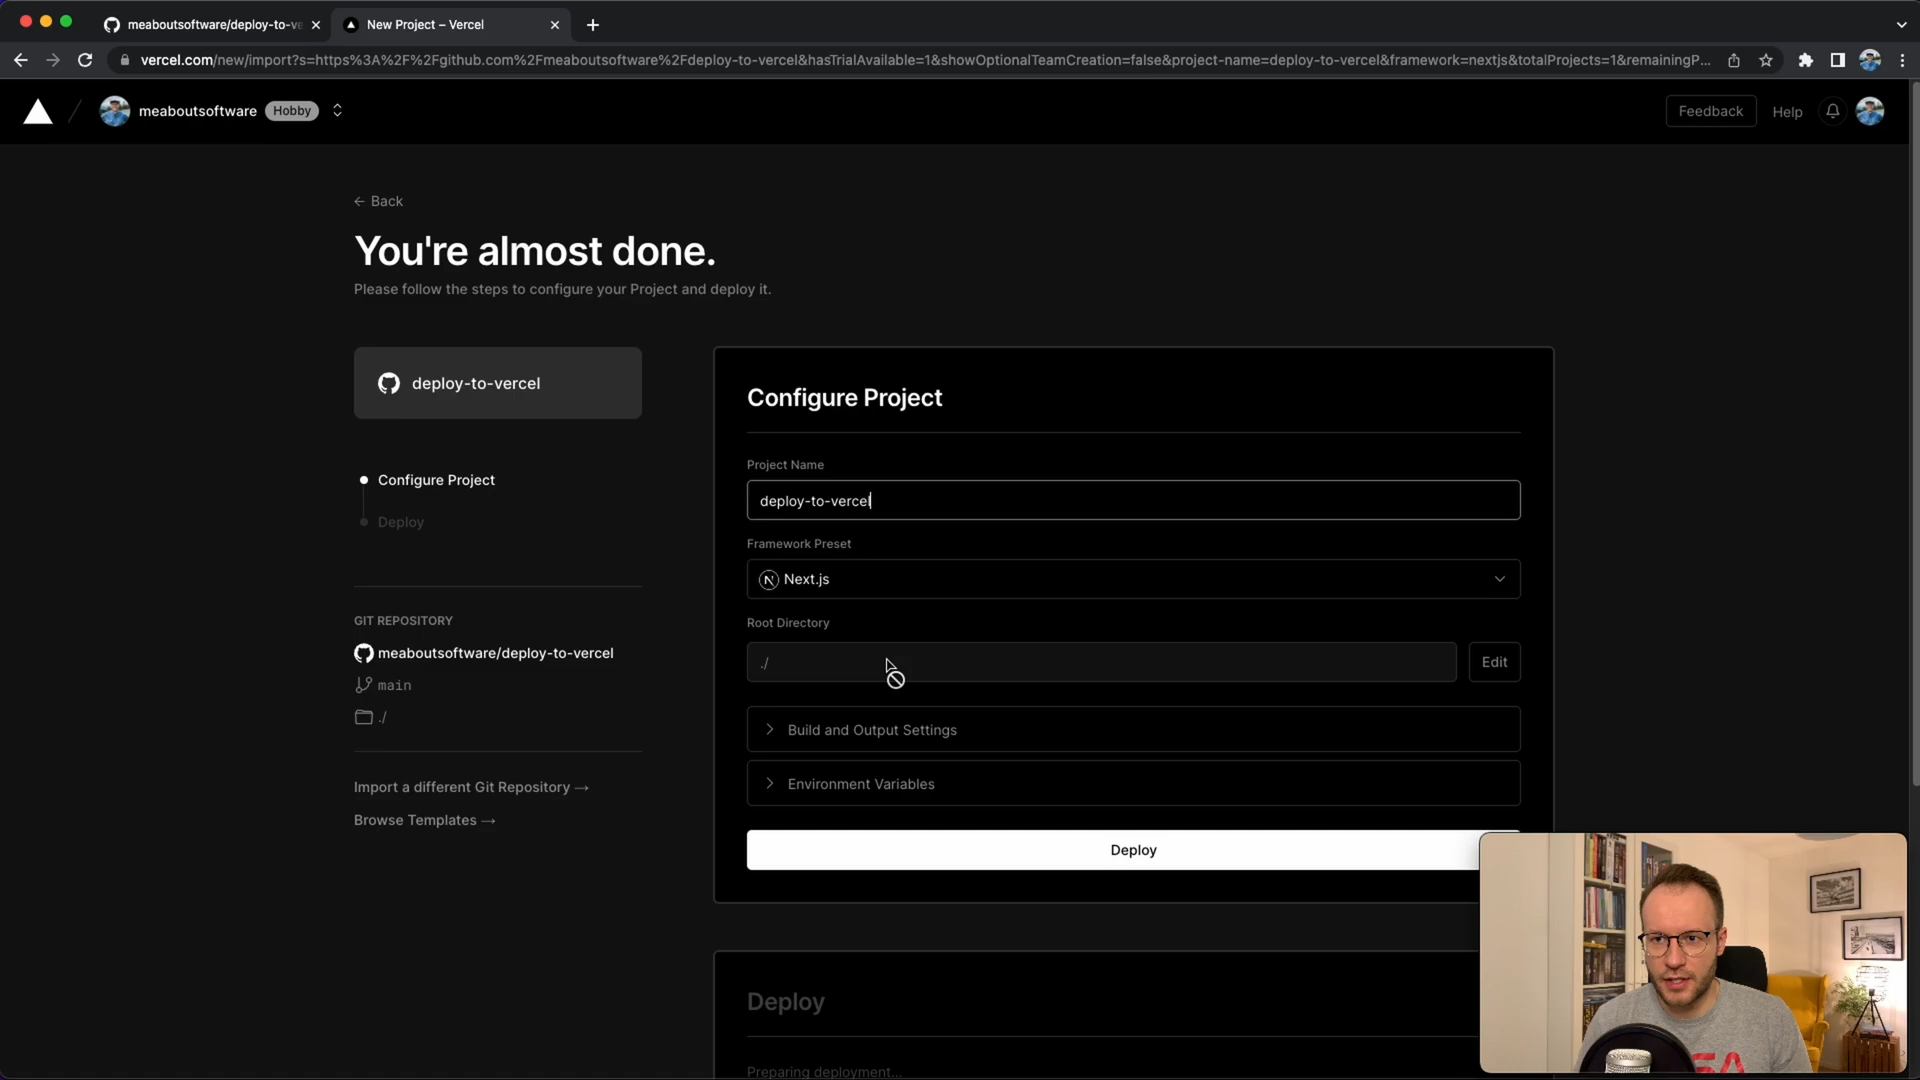 meaboutsoftware/deploy-to-ve
New Project – Vercel
vercel.com/new/import?s=https%3A%2F%2Fgithub.com%2Fmeaboutsoftware%2Fdeploy-to-vercel&hasTrialAvailable=1&showOptionalTeamCreation=false&project-name=deploy-to-vercel&framework=nextjs&totalProjects=1&remainingP...
meaboutsoftware Hobby
Feedback Help
← Back
You're almost done.
Please follow the steps to configure your Project and deploy it.
deploy-to-vercel
Configure Project
Deploy
GIT REPOSITORY
meaboutsoftware/deploy-to-vercel
main
./
Import a different Git Repository →
Browse Templates →
Configure Project
Project Name
deploy-to-vercel
Framework Preset
N Next.js
Root Directory
./
Edit
Build and Output Settings
Environment Variables
Deploy
Deploy
Preparing deployment...